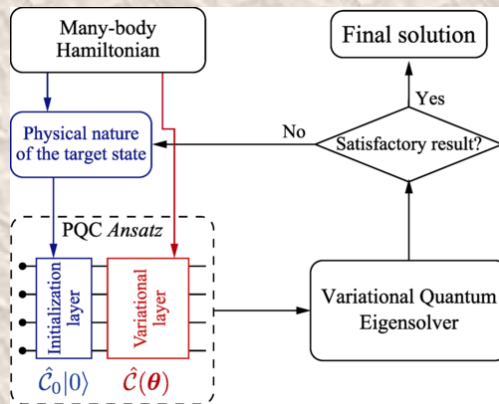 Many-body
Hamiltonian
Final solution
Yes
No
Physical nature
of the target state
Satisfactory result?
PQC Ansatz
Initialization
layer
Variational
layer
Variational Quantum
Eigensolver
Ĉ₀|0⟩
Ĉ(θ)